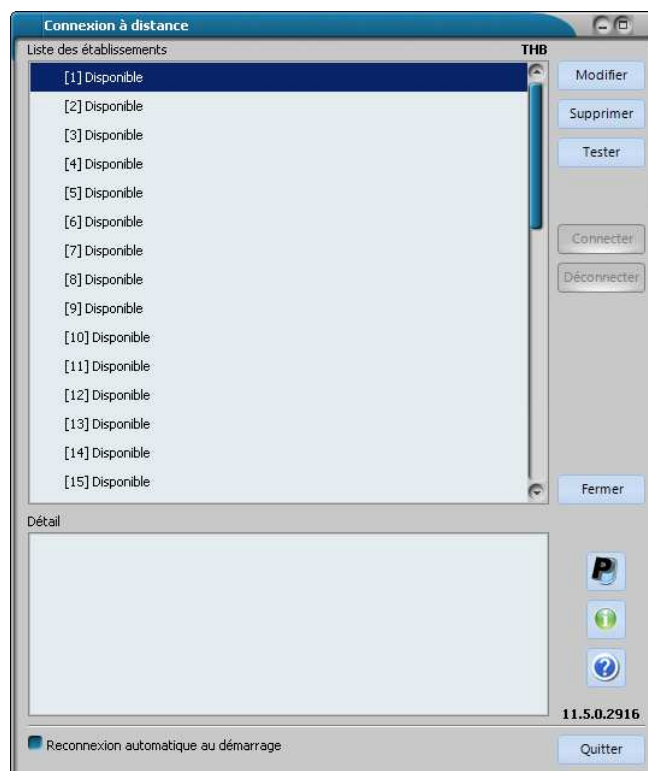 Connexion à distance
Liste des établissements THB
[1] Disponible
[2] Disponible
[3] Disponible
[4] Disponible
[5] Disponible
[6] Disponible
[7] Disponible
[8] Disponible
[9] Disponible
[10] Disponible
[11] Disponible
[12] Disponible
[13] Disponible
[14] Disponible
[15] Disponible
Modifier
Supprimer
Tester
Connecter
Déconnecter
Fermer
Détail
P
i
?
11.5.0.2916
Reconnexion automatique au démarrage
Quitter